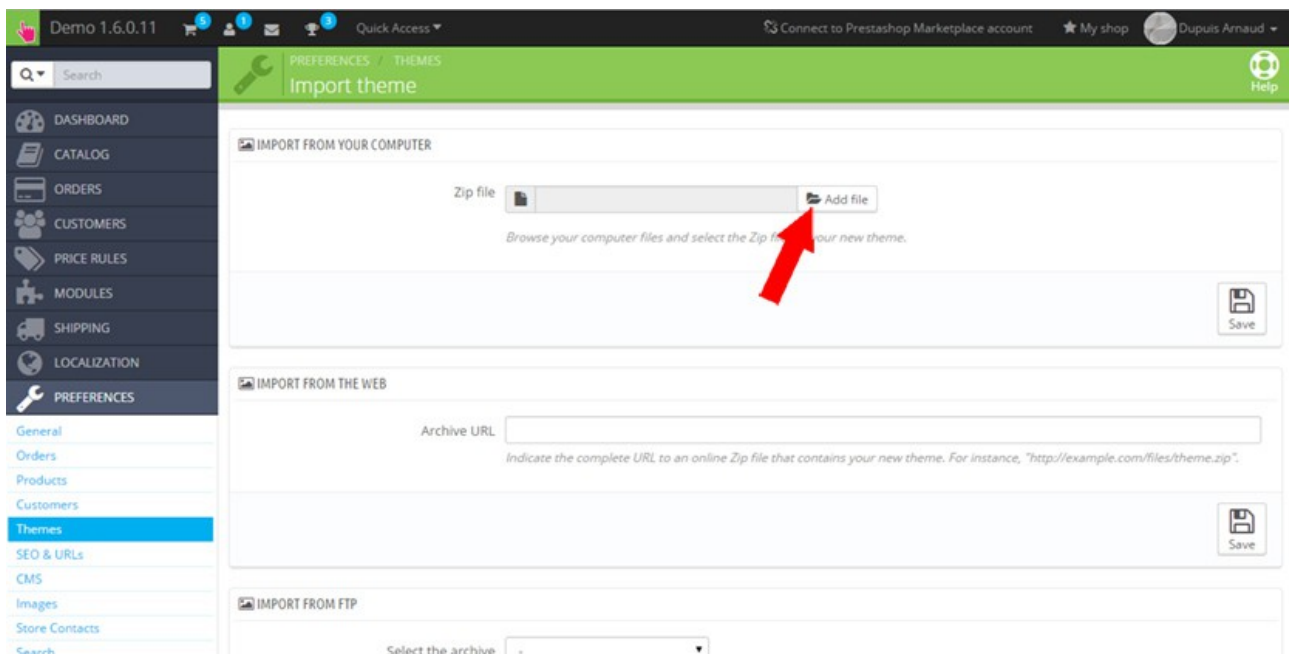 Demo 1.6.0.11 5 1 3 Quick Access Connect to Prestashop Marketplace account My shop Dupuis Arnaud
Search
PREFERENCES / THEMES
Import theme
Help
DASHBOARD
CATALOG
ORDERS
CUSTOMERS
PRICE RULES
MODULES
SHIPPING
LOCALIZATION
PREFERENCES
General
Orders
Products
Customers
Themes
SEO & URLs
CMS
Images
Store Contacts
Search
IMPORT FROM YOUR COMPUTER
Zip file Add file
Browse your computer files and select the Zip your new theme.
Save
IMPORT FROM THE WEB
Archive URL
Indicate the complete URL to an online Zip file that contains your new theme. For instance, "http://example.com/files/theme.zip".
Save
IMPORT FROM FTP
Select the archive -